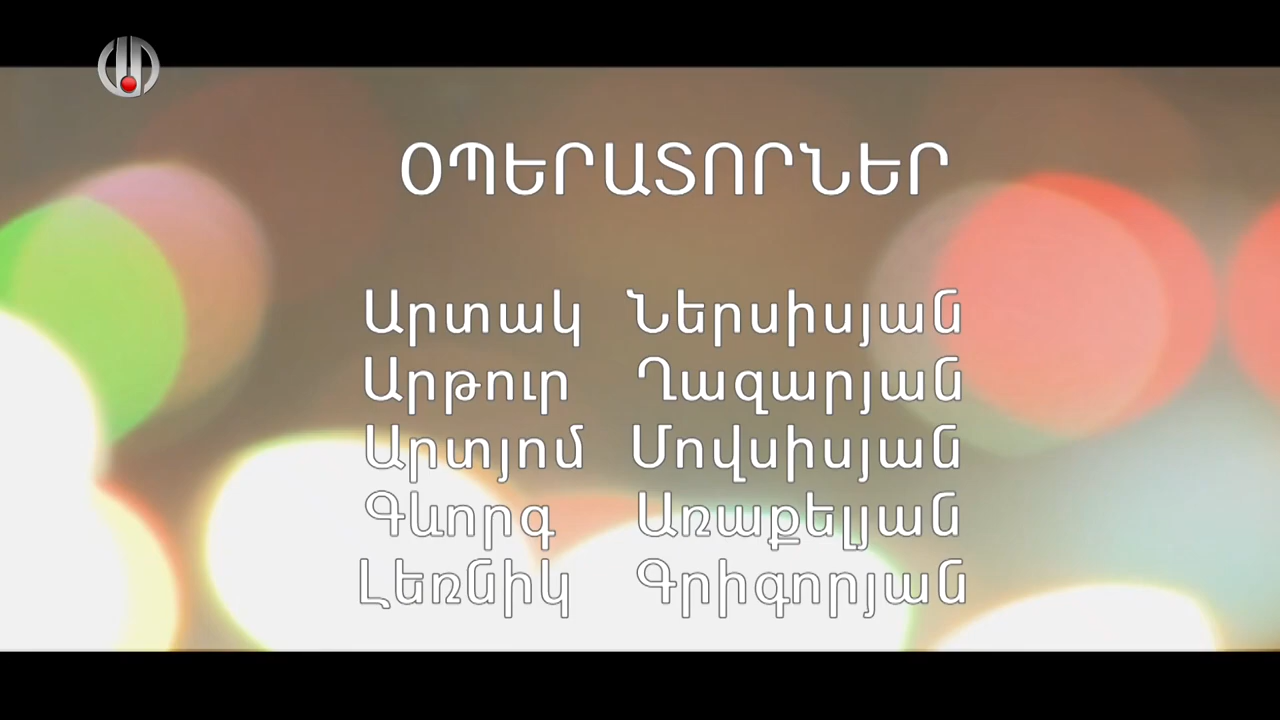 ՕՊԵՐԱՏՈՐՆԵՐ
Արտակ Ներսիսյան
Արթուր Ղազարյան
Արտյոմ Մովսիսյան
Գևորգ Առաքելյան
Լեռնիկ Գրիգորյան